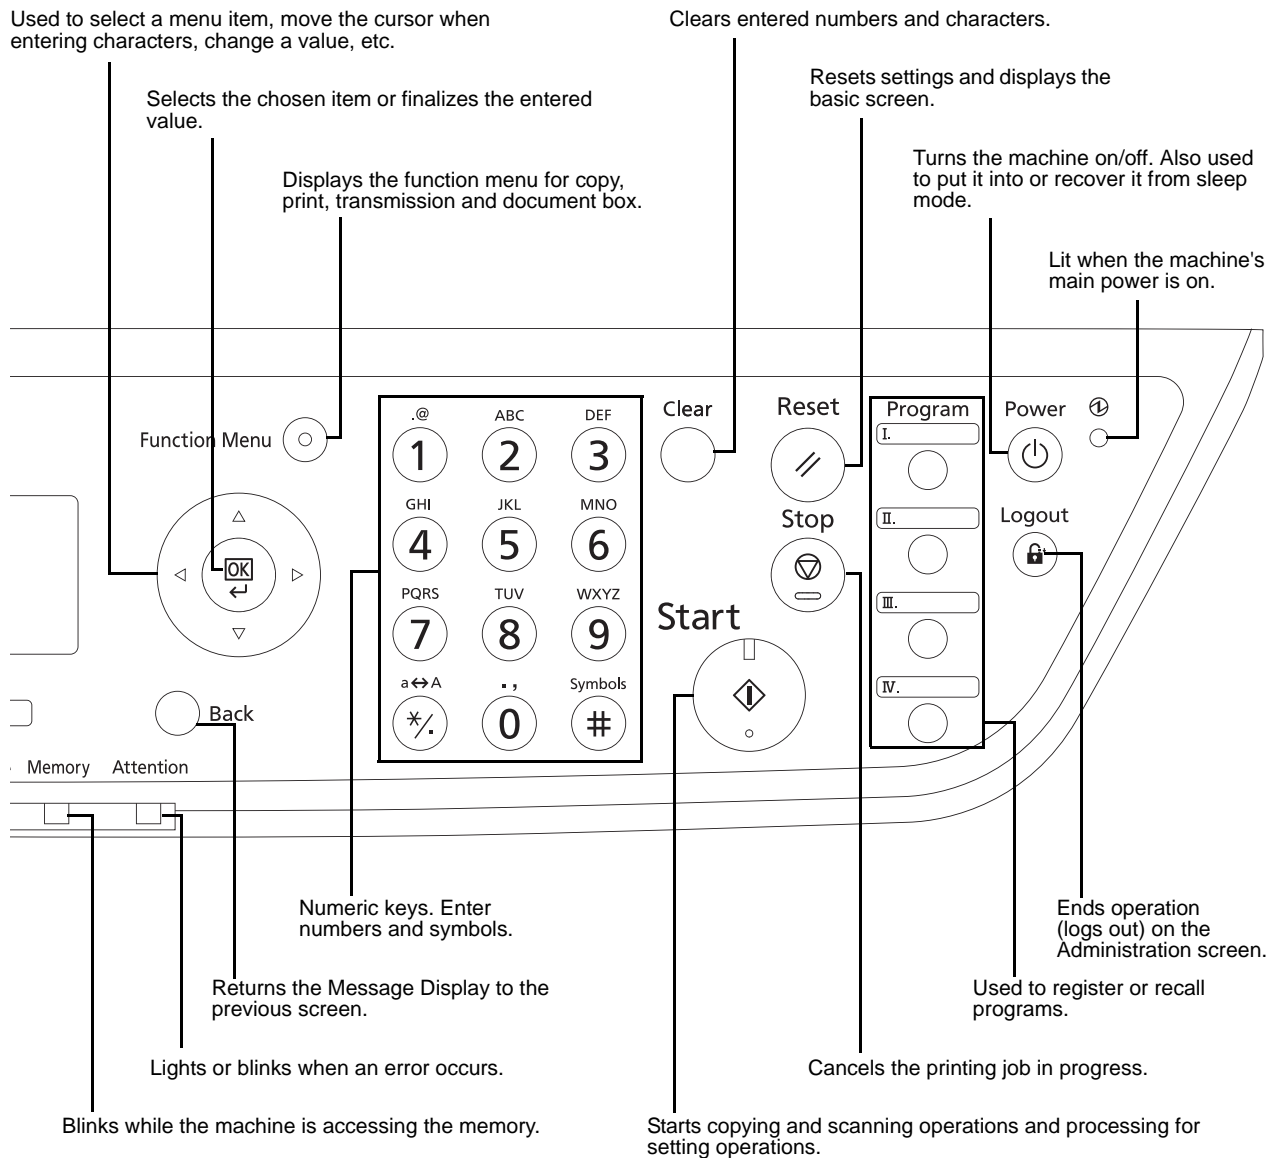 Used to select a menu item, move the cursor when
entering characters, change a value, etc.
Clears entered numbers and characters.
Resets settings and displays the
basic screen.
Selects the chosen item or finalizes the entered
value.
Turns the machine on/off. Also used
to put it into or recover it from sleep
mode.
Displays the function menu for copy,
print, transmission and document box.
Lit when the machine's
main power is on.
Function Menu
.@
ABC
DEF
1
2
3
GHI
JKL
MNO
4
5
6
PQRS
TUV
WXYZ
7
8
9
a↔A
.,
Symbols
*/.
0
#
Clear
Reset
Stop
Start
Program
I.
II.
III.
IV.
Power
Logout
OK
Back
Memory
Attention
Numeric keys. Enter
numbers and symbols.
Ends operation
(logs out) on the
Administration screen.
Returns the Message Display to the
previous screen.
Used to register or recall
programs.
Lights or blinks when an error occurs.
Cancels the printing job in progress.
Blinks while the machine is accessing the memory.
Starts copying and scanning operations and processing for
setting operations.